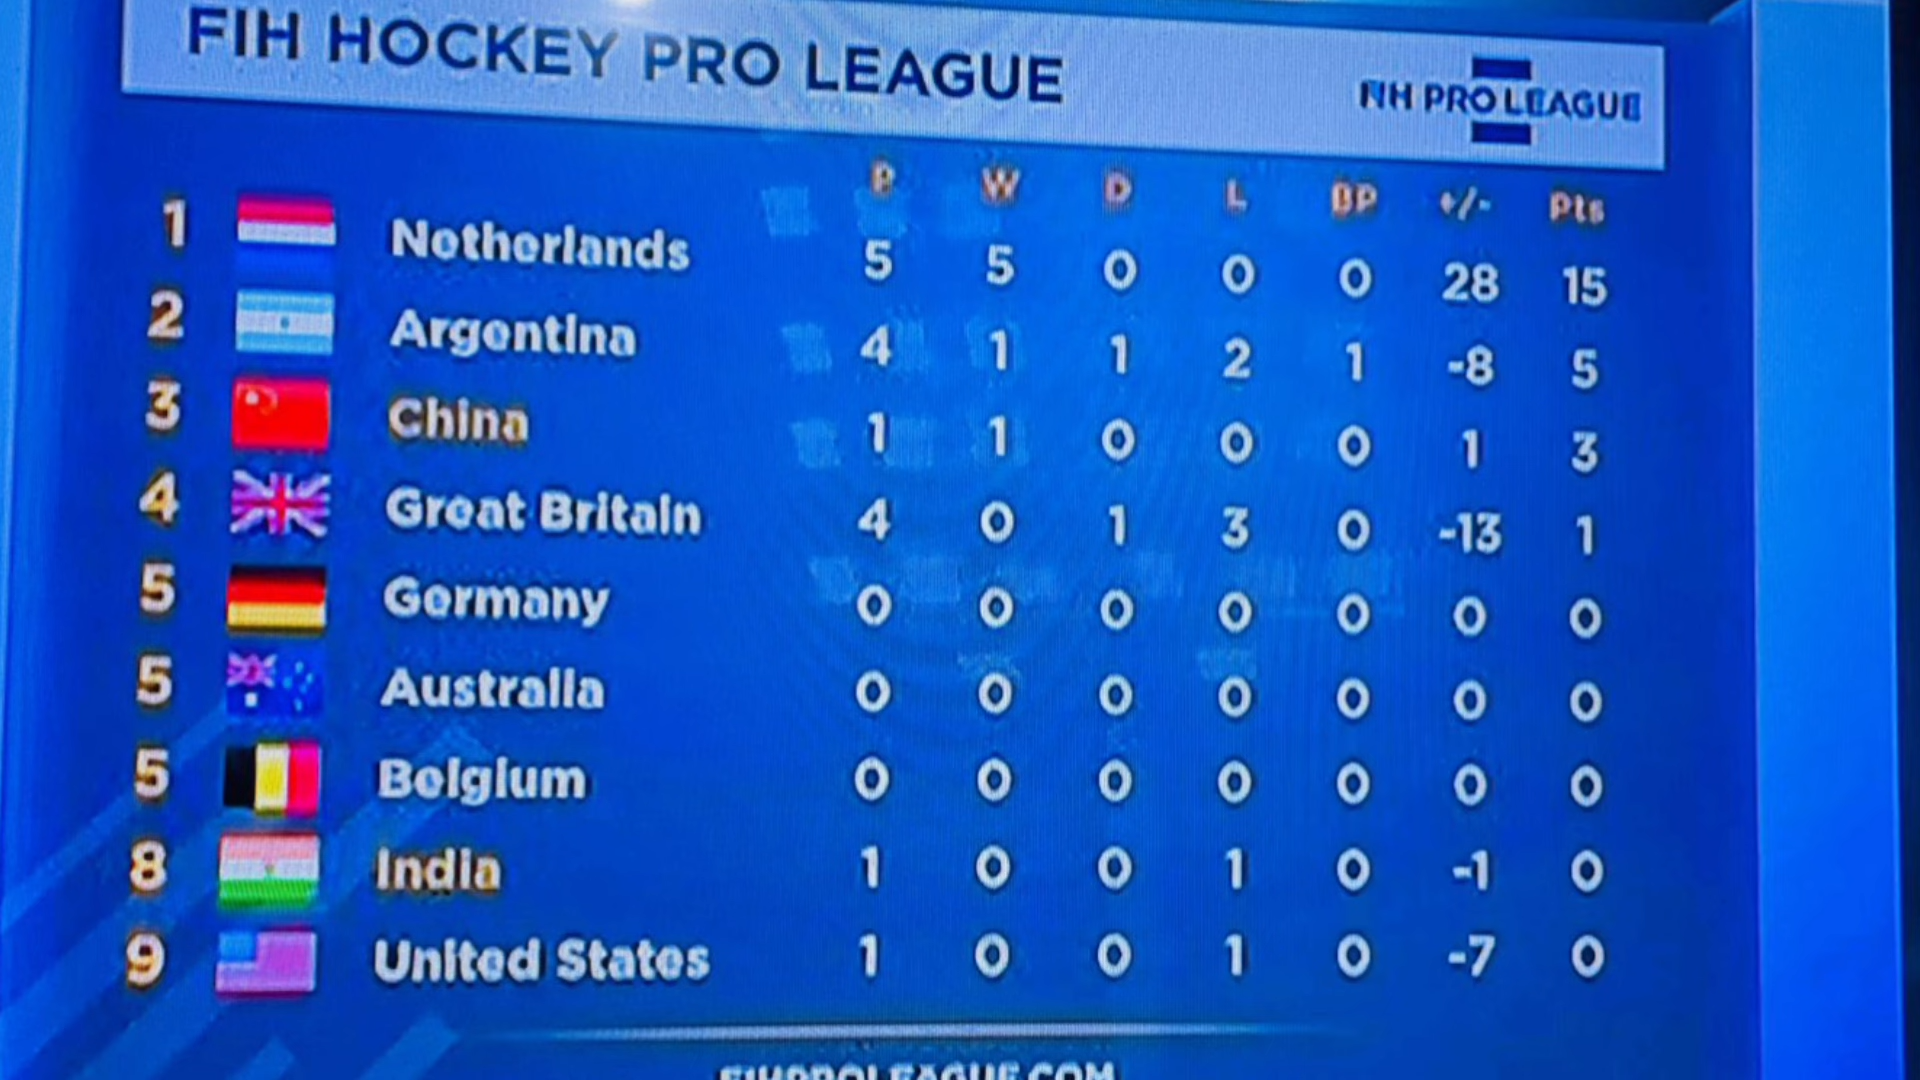 FIH HOCKEY PRO LEAGUE
FIH PRO LEAGUE
P W D L BP +/- Pts
1 Netherlands 5 5 0 0 0 28 15
2 Argentina 4 1 1 2 1 -8 5
3 China 1 1 0 0 0 1 3
4 Great Britain 4 0 1 3 0 -13 1
5 Germany 0 0 0 0 0 0 0
5 Australia 0 0 0 0 0 0 0
5 Belgium 0 0 0 0 0 0 0
8 India 1 0 0 1 0 -1 0
9 United States 1 0 0 1 0 -7 0
FIHPROLEAGUE.COM